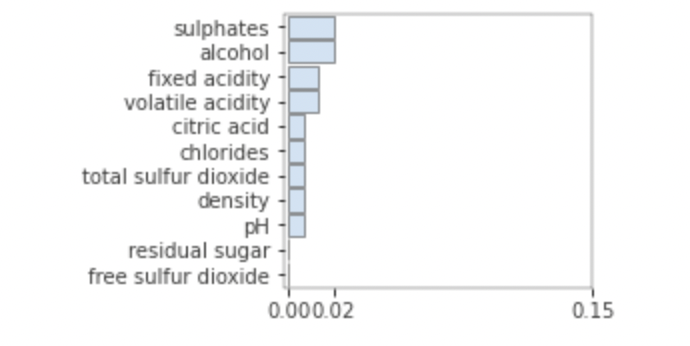 sulphates
alcohol
fixed acidity
volatile acidity
citric acid
chlorides
total sulfur dioxide
density
pH
residual sugar
free sulfur dioxide
0.000.02 0.15